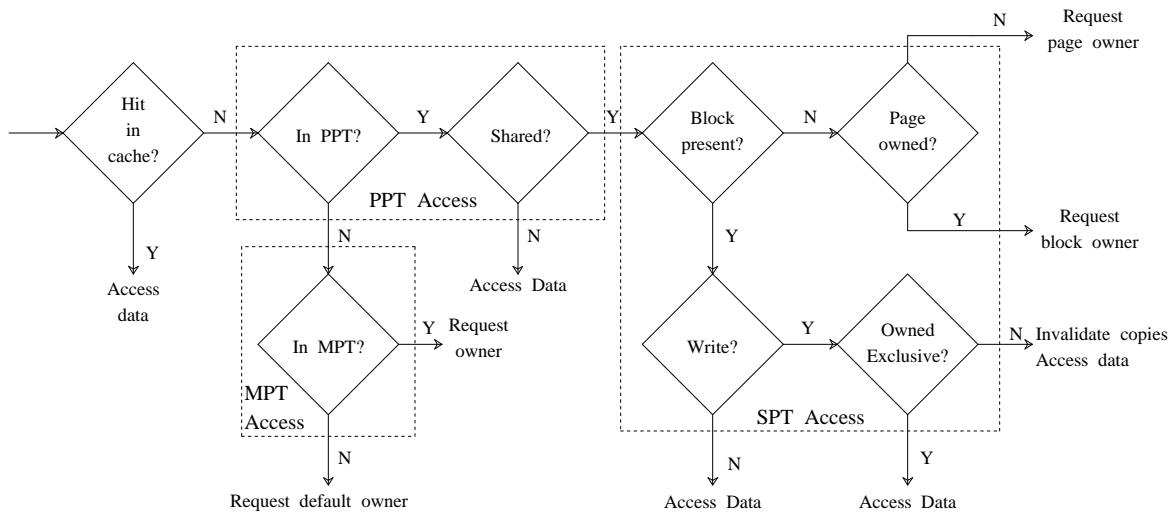 N
Request
page owner
Hit
in
cache?
N
In PPT?
Y
Shared?
Y
Block
present?
N
Page
owned?
PPT Access
Y
Request
block owner
Y
Access
data
N
N
Access Data
Y
In MPT?
Y
Request
owner
MPT
Access
Write?
Y
Owned
Exclusive?
N
Invalidate copies
Access data
SPT Access
N
Request default owner
N
Access Data
Y
Access Data